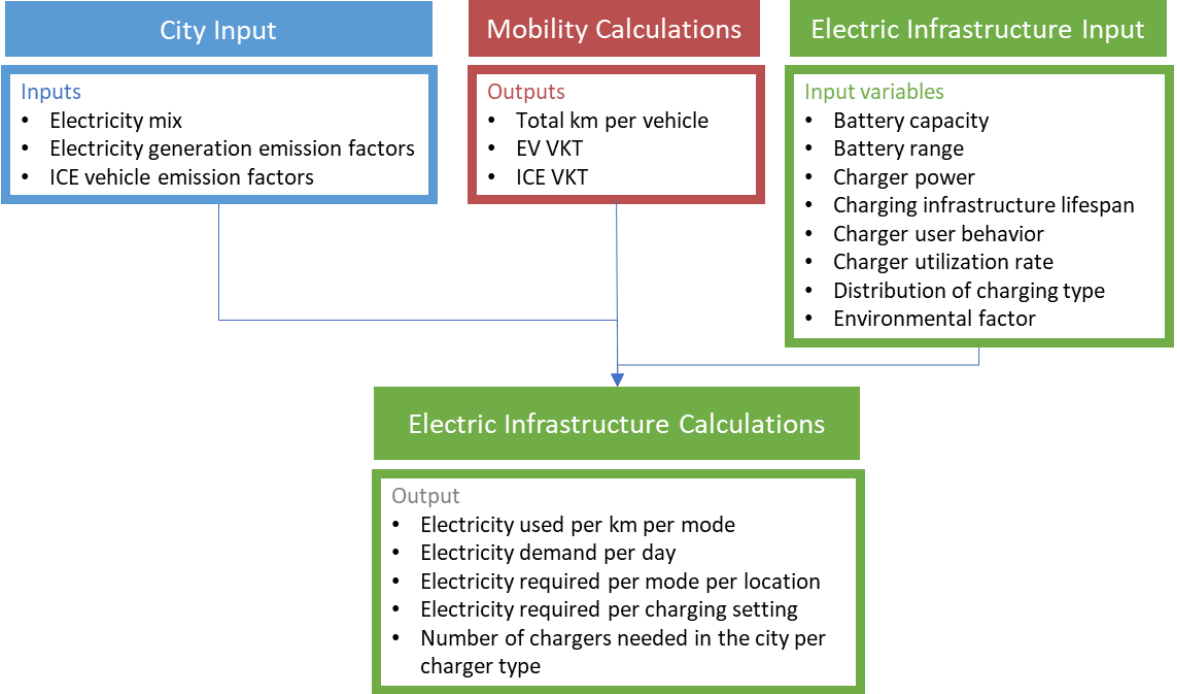 City Input
Inputs
• Electricity mix
• Electricity generation emission factors
• ICE vehicle emission factors
Mobility Calculations
Outputs
• Total km per vehicle
• EV VKT
• ICE VKT
Electric Infrastructure Input
Input variables
• Battery capacity
• Battery range
• Charger power
• Charging infrastructure lifespan
• Charger user behavior
• Charger utilization rate
• Distribution of charging type
• Environmental factor
Electric Infrastructure Calculations
Output
• Electricity used per km per mode
• Electricity demand per day
• Electricity required per mode per location
• Electricity required per charging setting
• Number of chargers needed in the city per
charger type